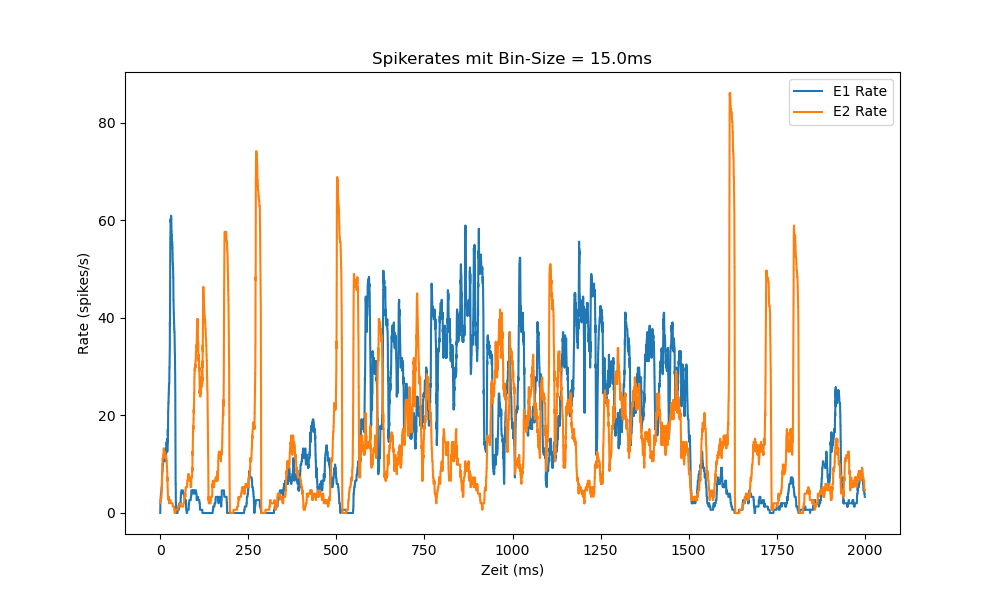 Spikerates mit Bin-Size = 15.0ms
E1 Rate
E2 Rate
Rate (spikes/s)
80
60
40
20
0
0 250 500 750 1000 1250 1500 1750 2000
Zeit (ms)